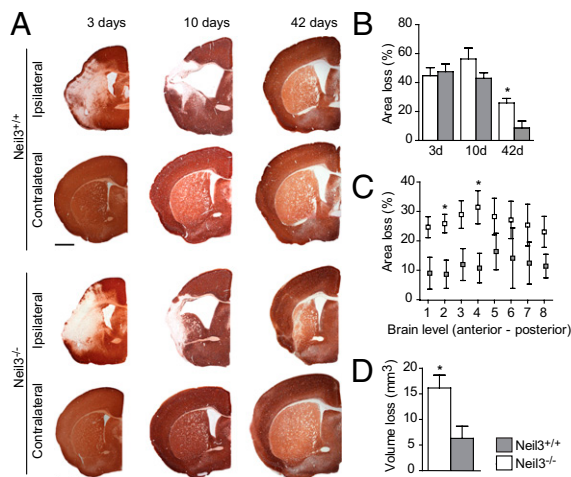 A
3 days
10 days
42 days
Neil3+/+
Ipsilateral
Contralateral
Neil3-/-
Ipsilateral
Contralateral
B
Area loss (%)
80
60
40
20
0
*
3d
10d
42d
C
Area loss (%)
40
30
20
10
0
*
*
1 2 3 4 5 6 7 8
Brain level (anterior - posterior)
D
Volume loss (mm3)
20
15
10
5
0
*
Neil3+/+
Neil3-/-